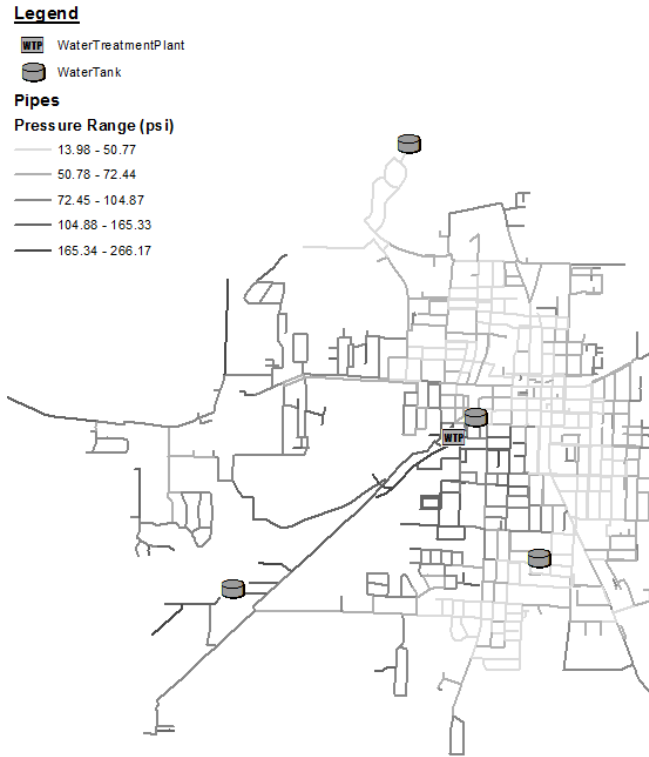 Legend
WTP WaterTreatmentPlant
WaterTank
Pipes
Pressure Range (psi)
13.98 - 50.77
50.78 - 72.44
72.45 - 104.87
104.88 - 165.33
165.34 - 266.17
WTP